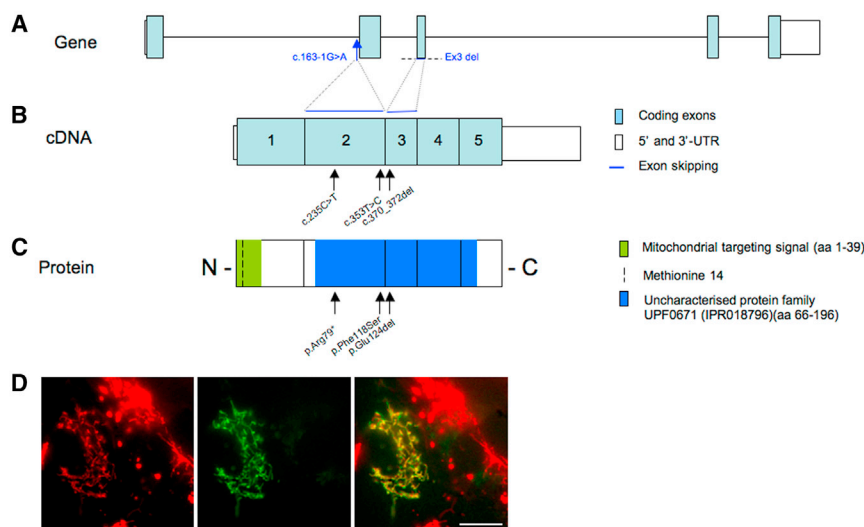 A
Gene
c.163-1G>A
Ex3 del
B
cDNA
1 2 3 4 5
Coding exons
5' and 3'-UTR
Exon skipping
c.235C>T
c.353T>C
c.370_372del
C
Protein
N -
- C
Mitochondrial targeting signal (aa 1-39)
Methionine 14
Uncharacterised protein family
UPF0671 (IPR018796)(aa 66-196)
p.Arg79*
p.Phe118Ser
p.Glu124del
D